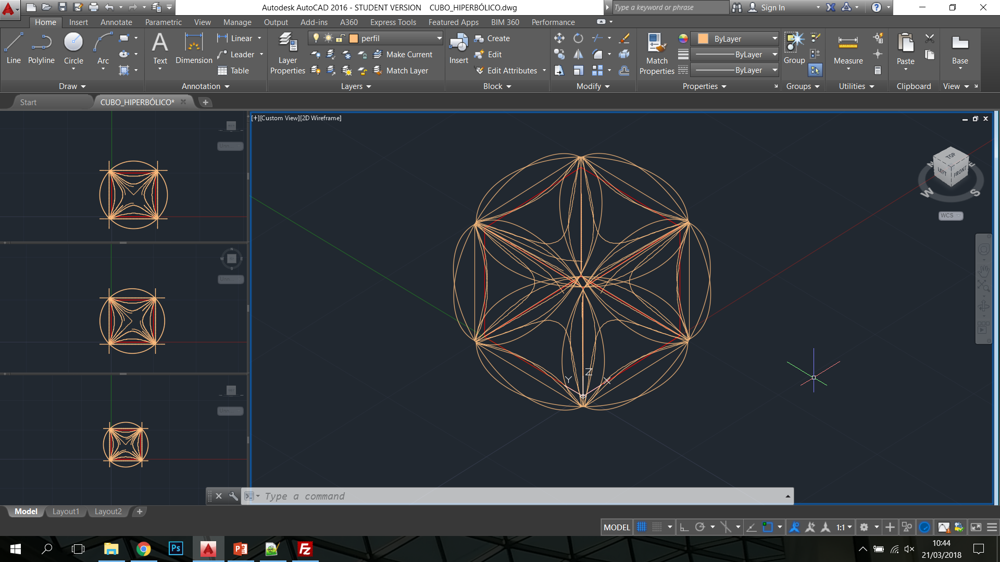 Autodesk AutoCAD 2016 - STUDENT VERSION CUBO_HIPERBÓLICO.dwg
Type a keyword or phrase
Sign In
Home Insert Annotate Parametric View Manage Output Add-ins A360 Express Tools Featured Apps BIM 360 Performance
Line Polyline Circle Arc
Draw
Text Dimension
Linear
Leader
Table
Annotation
Layer Properties
perfil
Make Current
Match Layer
Layers
Insert
Create
Edit
Edit Attributes
Block
Modify
Match Properties
ByLayer
ByLayer
ByLayer
Properties
Group
Groups
Measure
Utilities
Paste
Clipboard
Base
View
Start CUBO_HIPERBÓLICO*
[+][Custom View][2D Wireframe]
TOP
LEFT FRONT
N E
W S
WCS
N
W E
S
Z
Y X
Type a command
Model Layout1 Layout2
MODEL 1:1
Ps
10:44
21/03/2018